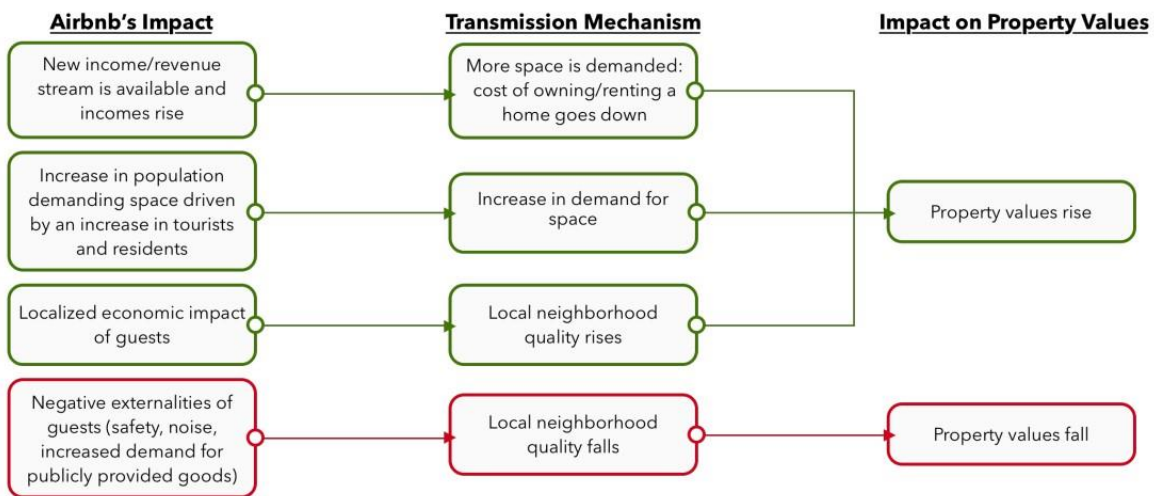 Airbnb's Impact
Transmission Mechanism
Impact on Property Values
New income/revenue
stream is available and
incomes rise
More space is demanded:
cost of owning/renting a
home goes down
Increase in population
demanding space driven
by an increase in tourists
and residents
Increase in demand for
space
Property values rise
Localized economic impact
of guests
Local neighborhood
quality rises
Negative externalities of
guests (safety, noise,
increased demand for
publicly provided goods)
Local neighborhood
quality falls
Property values fall